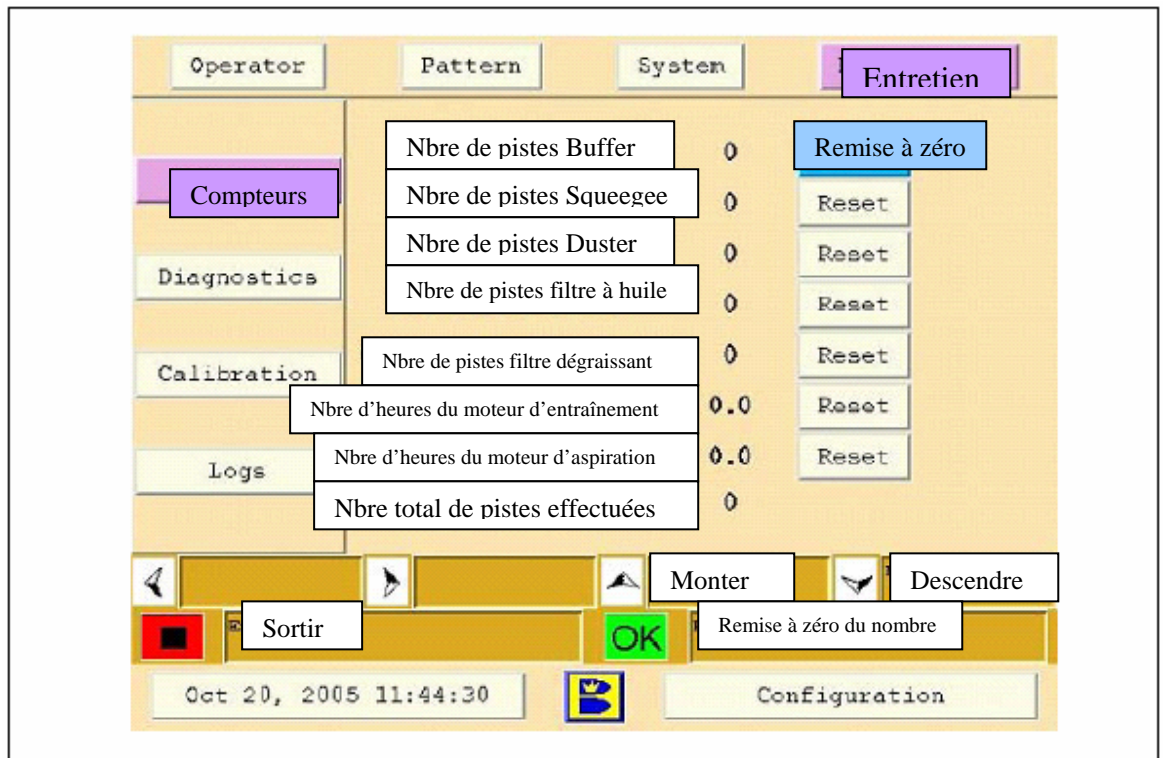 Operator Pattern System Entretien
Nbre de pistes Buffer 0 Remise à zéro
Compteurs Nbre de pistes Squeegee 0 Reset
Nbre de pistes Duster 0 Reset
Diagnostics
Nbre de pistes filtre à huile 0 Reset
Nbre de pistes filtre dégraissant 0 Reset
Calibration
Nbre d'heures du moteur d'entraînement 0.0 Reset
Nbre d'heures du moteur d'aspiration 0.0 Reset
Logs
Nbre total de pistes effectuées 0
Monter Descendre
Sortir OK Remise à zéro du nombre
Oct 20, 2005 11:44:30 Configuration